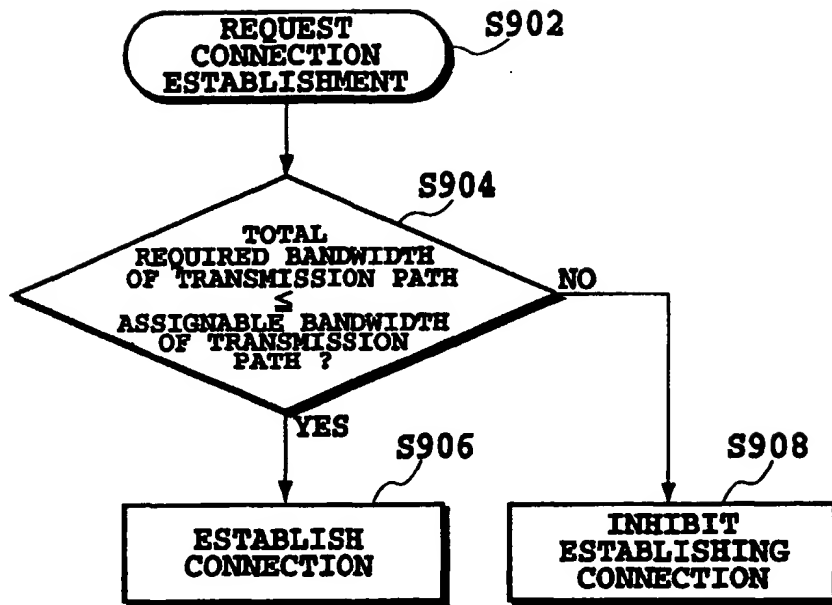 REQUEST
CONNECTION
ESTABLISHMENT
S902
S904
TOTAL
REQUIRED BANDWIDTH
OF TRANSMISSION PATH
≤
ASSIGNABLE BANDWIDTH
OF TRANSMISSION
PATH ?
NO
YES
S906
S908
ESTABLISH
CONNECTION
INHIBIT
ESTABLISHING
CONNECTION